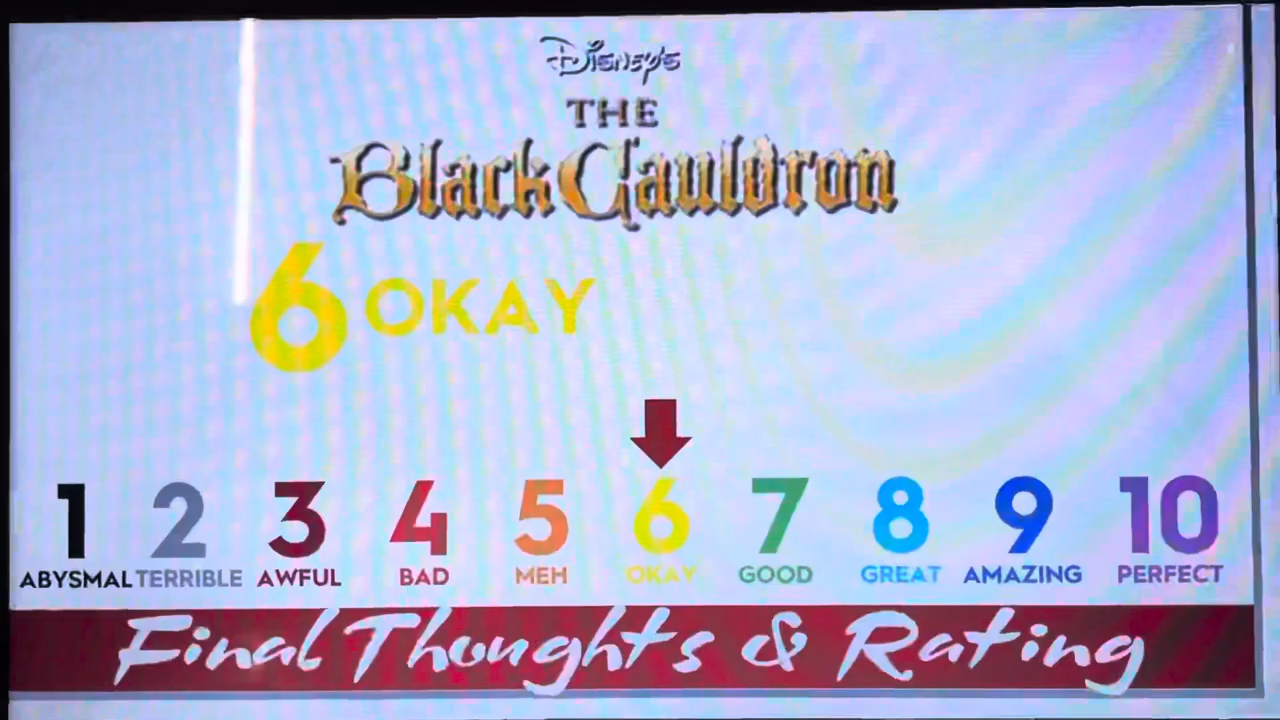 Disney's
THE
Black Cauldron
6 OKAY
1 2 3 4 5 6 7 8 9 10
ABYSMAL TERRIBLE AWFUL BAD MEH OKAY GOOD GREAT AMAZING PERFECT
Final Thoughts & Rating